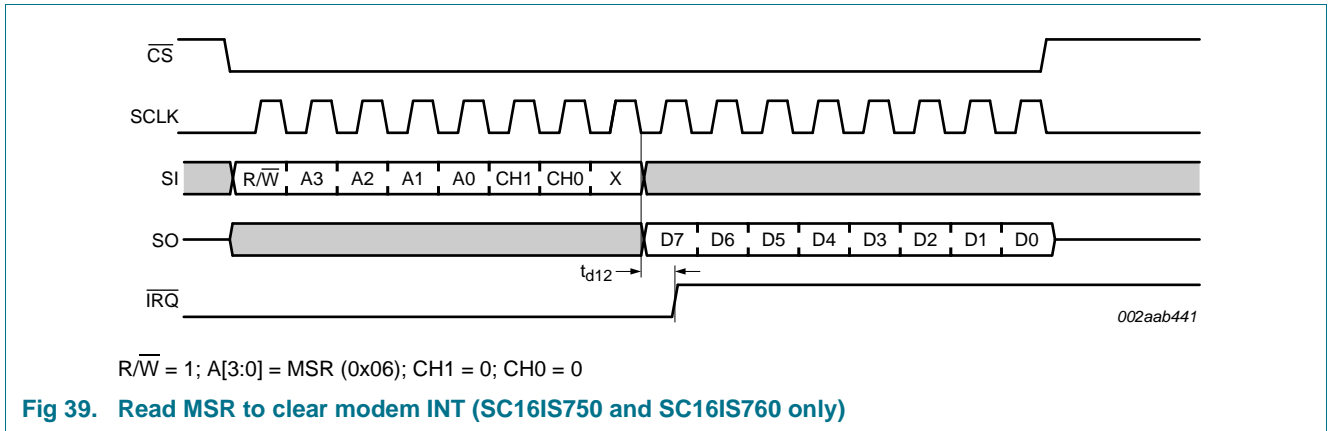 CS
SCLK
SI R/W A3 A2 A1 A0 CH1 CH0 X
SO D7 D6 D5 D4 D3 D2 D1 D0
td12
IRQ
002aab441
R/W = 1; A[3:0] = MSR (0x06); CH1 = 0; CH0 = 0
Fig 39. Read MSR to clear modem INT (SC16IS750 and SC16IS760 only)